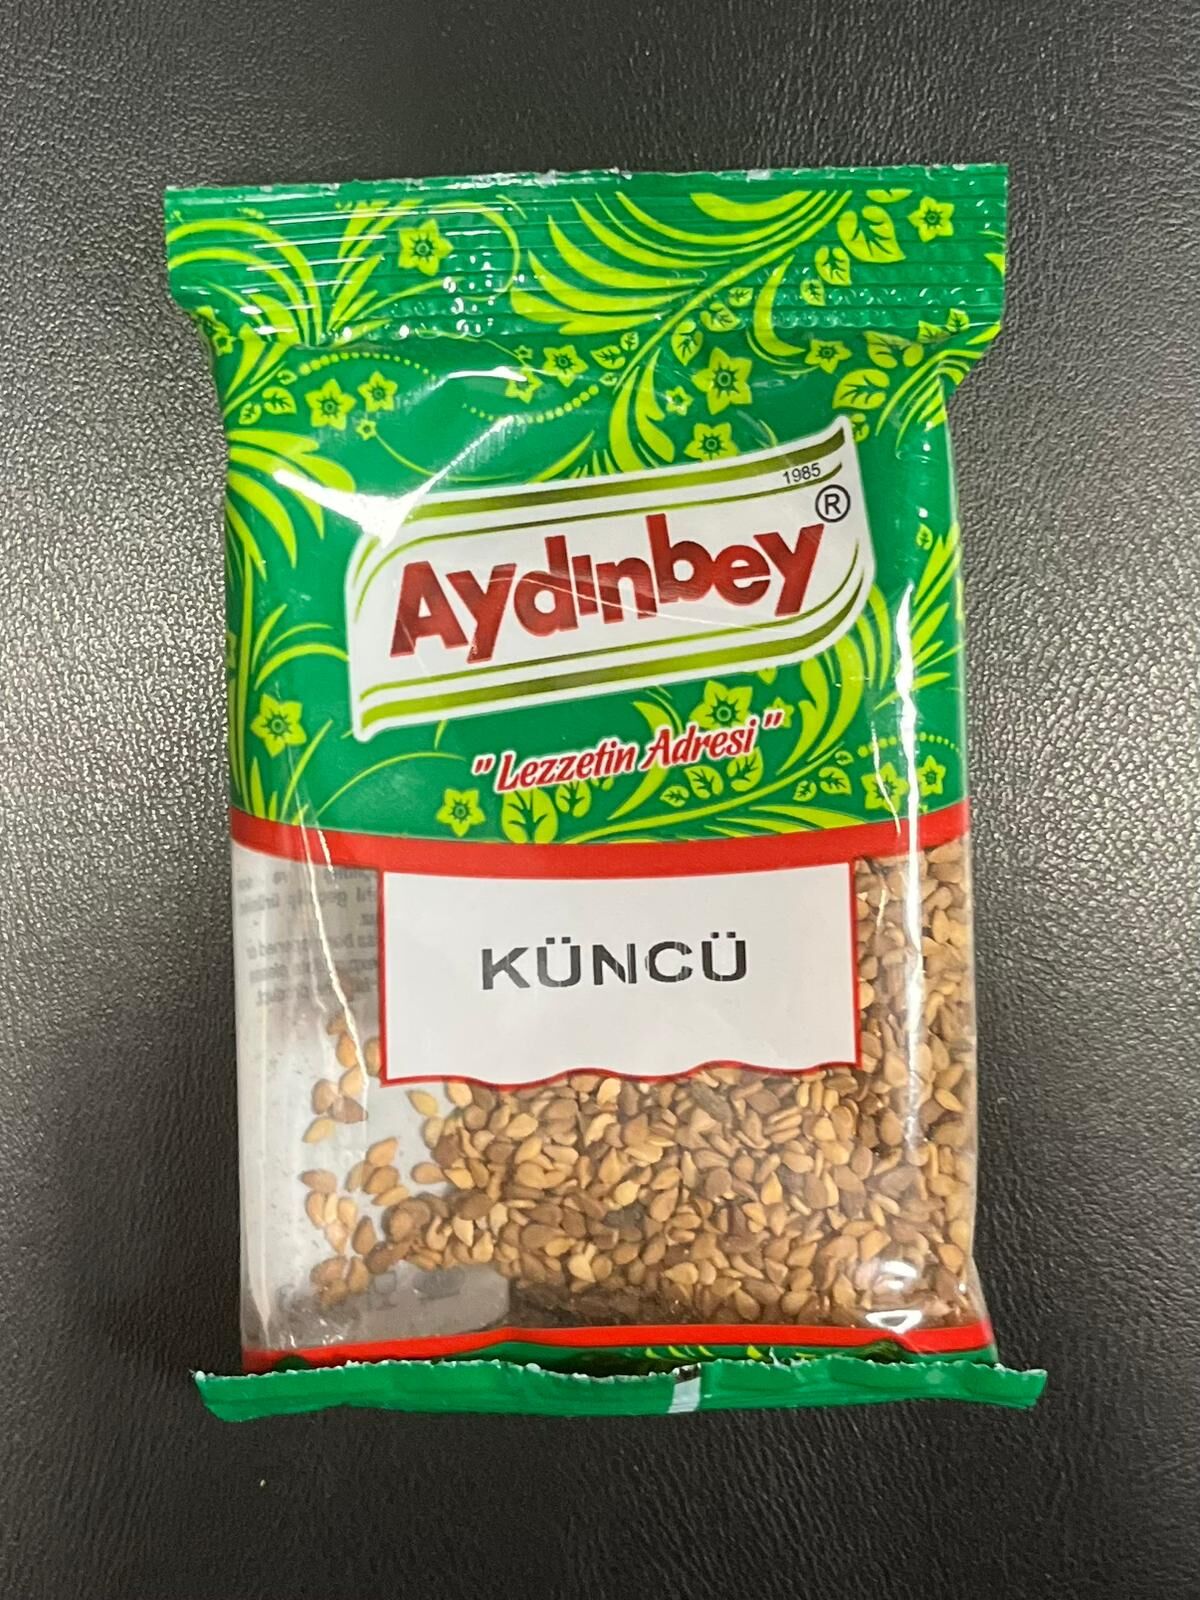 1985
Aydınbey®
"Lezzetin Adresi"
KÜNCÜ